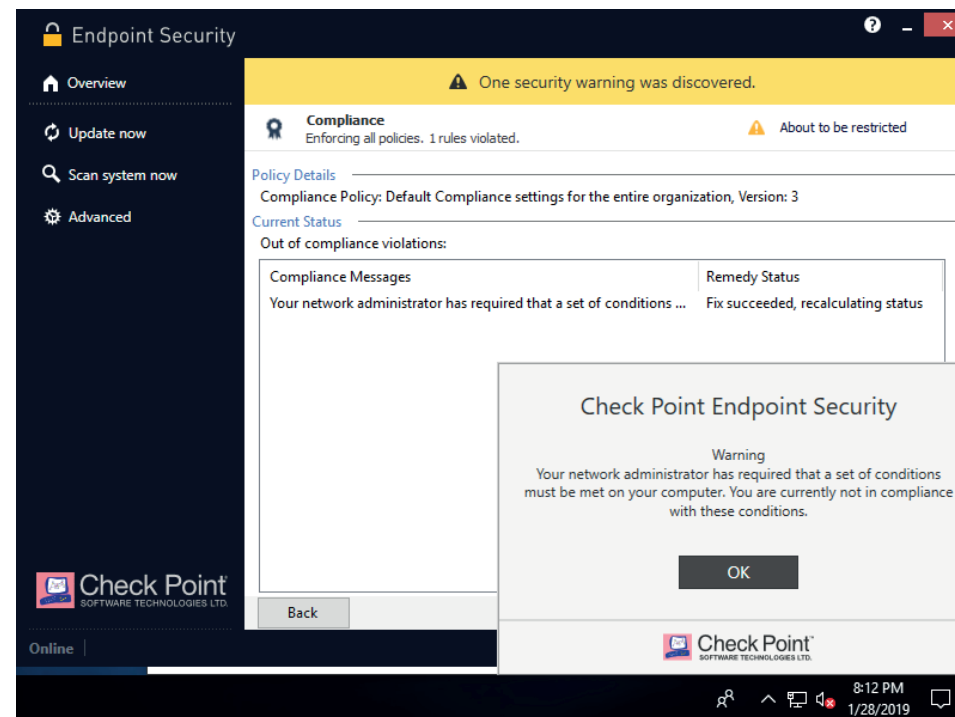 Endpoint Security
?
Overview
Update now
Scan system now
Advanced
One security warning was discovered.
Compliance
Enforcing all policies. 1 rules violated.
About to be restricted
Policy Details
Compliance Policy: Default Compliance settings for the entire organization, Version: 3
Current Status
Out of compliance violations:
Compliance Messages
Remedy Status
Your network administrator has required that a set of conditions ...
Fix succeeded, recalculating status
Check Point Endpoint Security
Warning
Your network administrator has required that a set of conditions
must be met on your computer. You are currently not in compliance
with these conditions.
OK
Check Point
SOFTWARE TECHNOLOGIES LTD.
Back
Check Point
SOFTWARE TECHNOLOGIES LTD.
Online
8:12 PM
1/28/2019